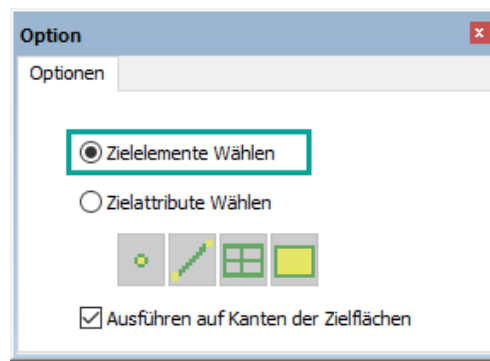 Option
x
Optionen
Zielelemente Wählen
Zielattribute Wählen
Ausführen auf Kanten der Zielflächen